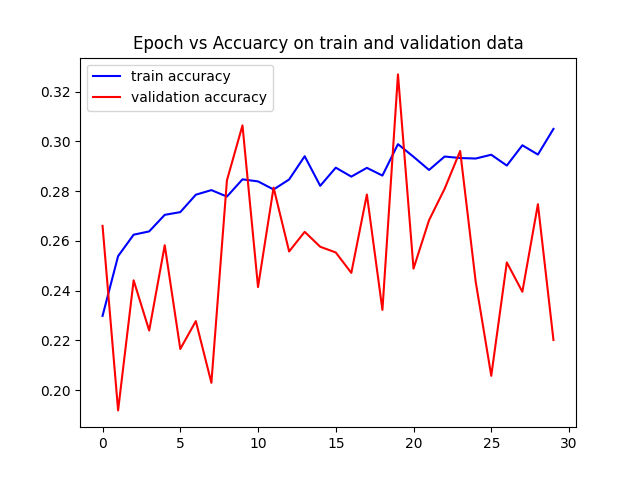 Epoch vs Accuarcy on train and validation data
train accuracy
validation accuracy
0.32
0.30
0.28
0.26
0.24
0.22
0.20
0 5 10 15 20 25 30